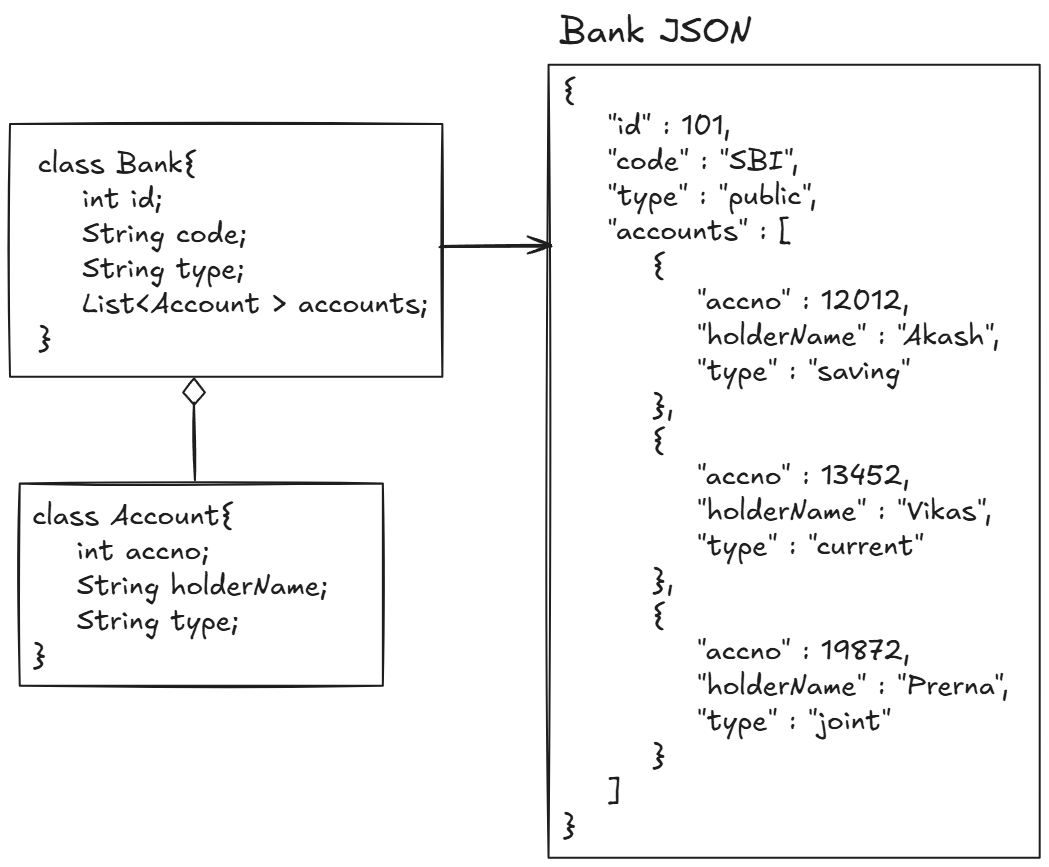 Bank JSON
class Bank{
int id;
String code;
String type;
List<Account > accounts;
}
class Account{
int accno;
String holderName;
String type;
}
{
"id" : 101,
"code" : "SBI",
"type" : "public",
"accounts" : [
{
"accno" : 12012,
"holderName" : "Akash",
"type" : "saving"
},
{
"accno" : 13452,
"holderName" : "Vikas",
"type" : "current"
},
{
"accno" : 19872,
"holderName" : "Prerna",
"type" : "joint"
}
]
}